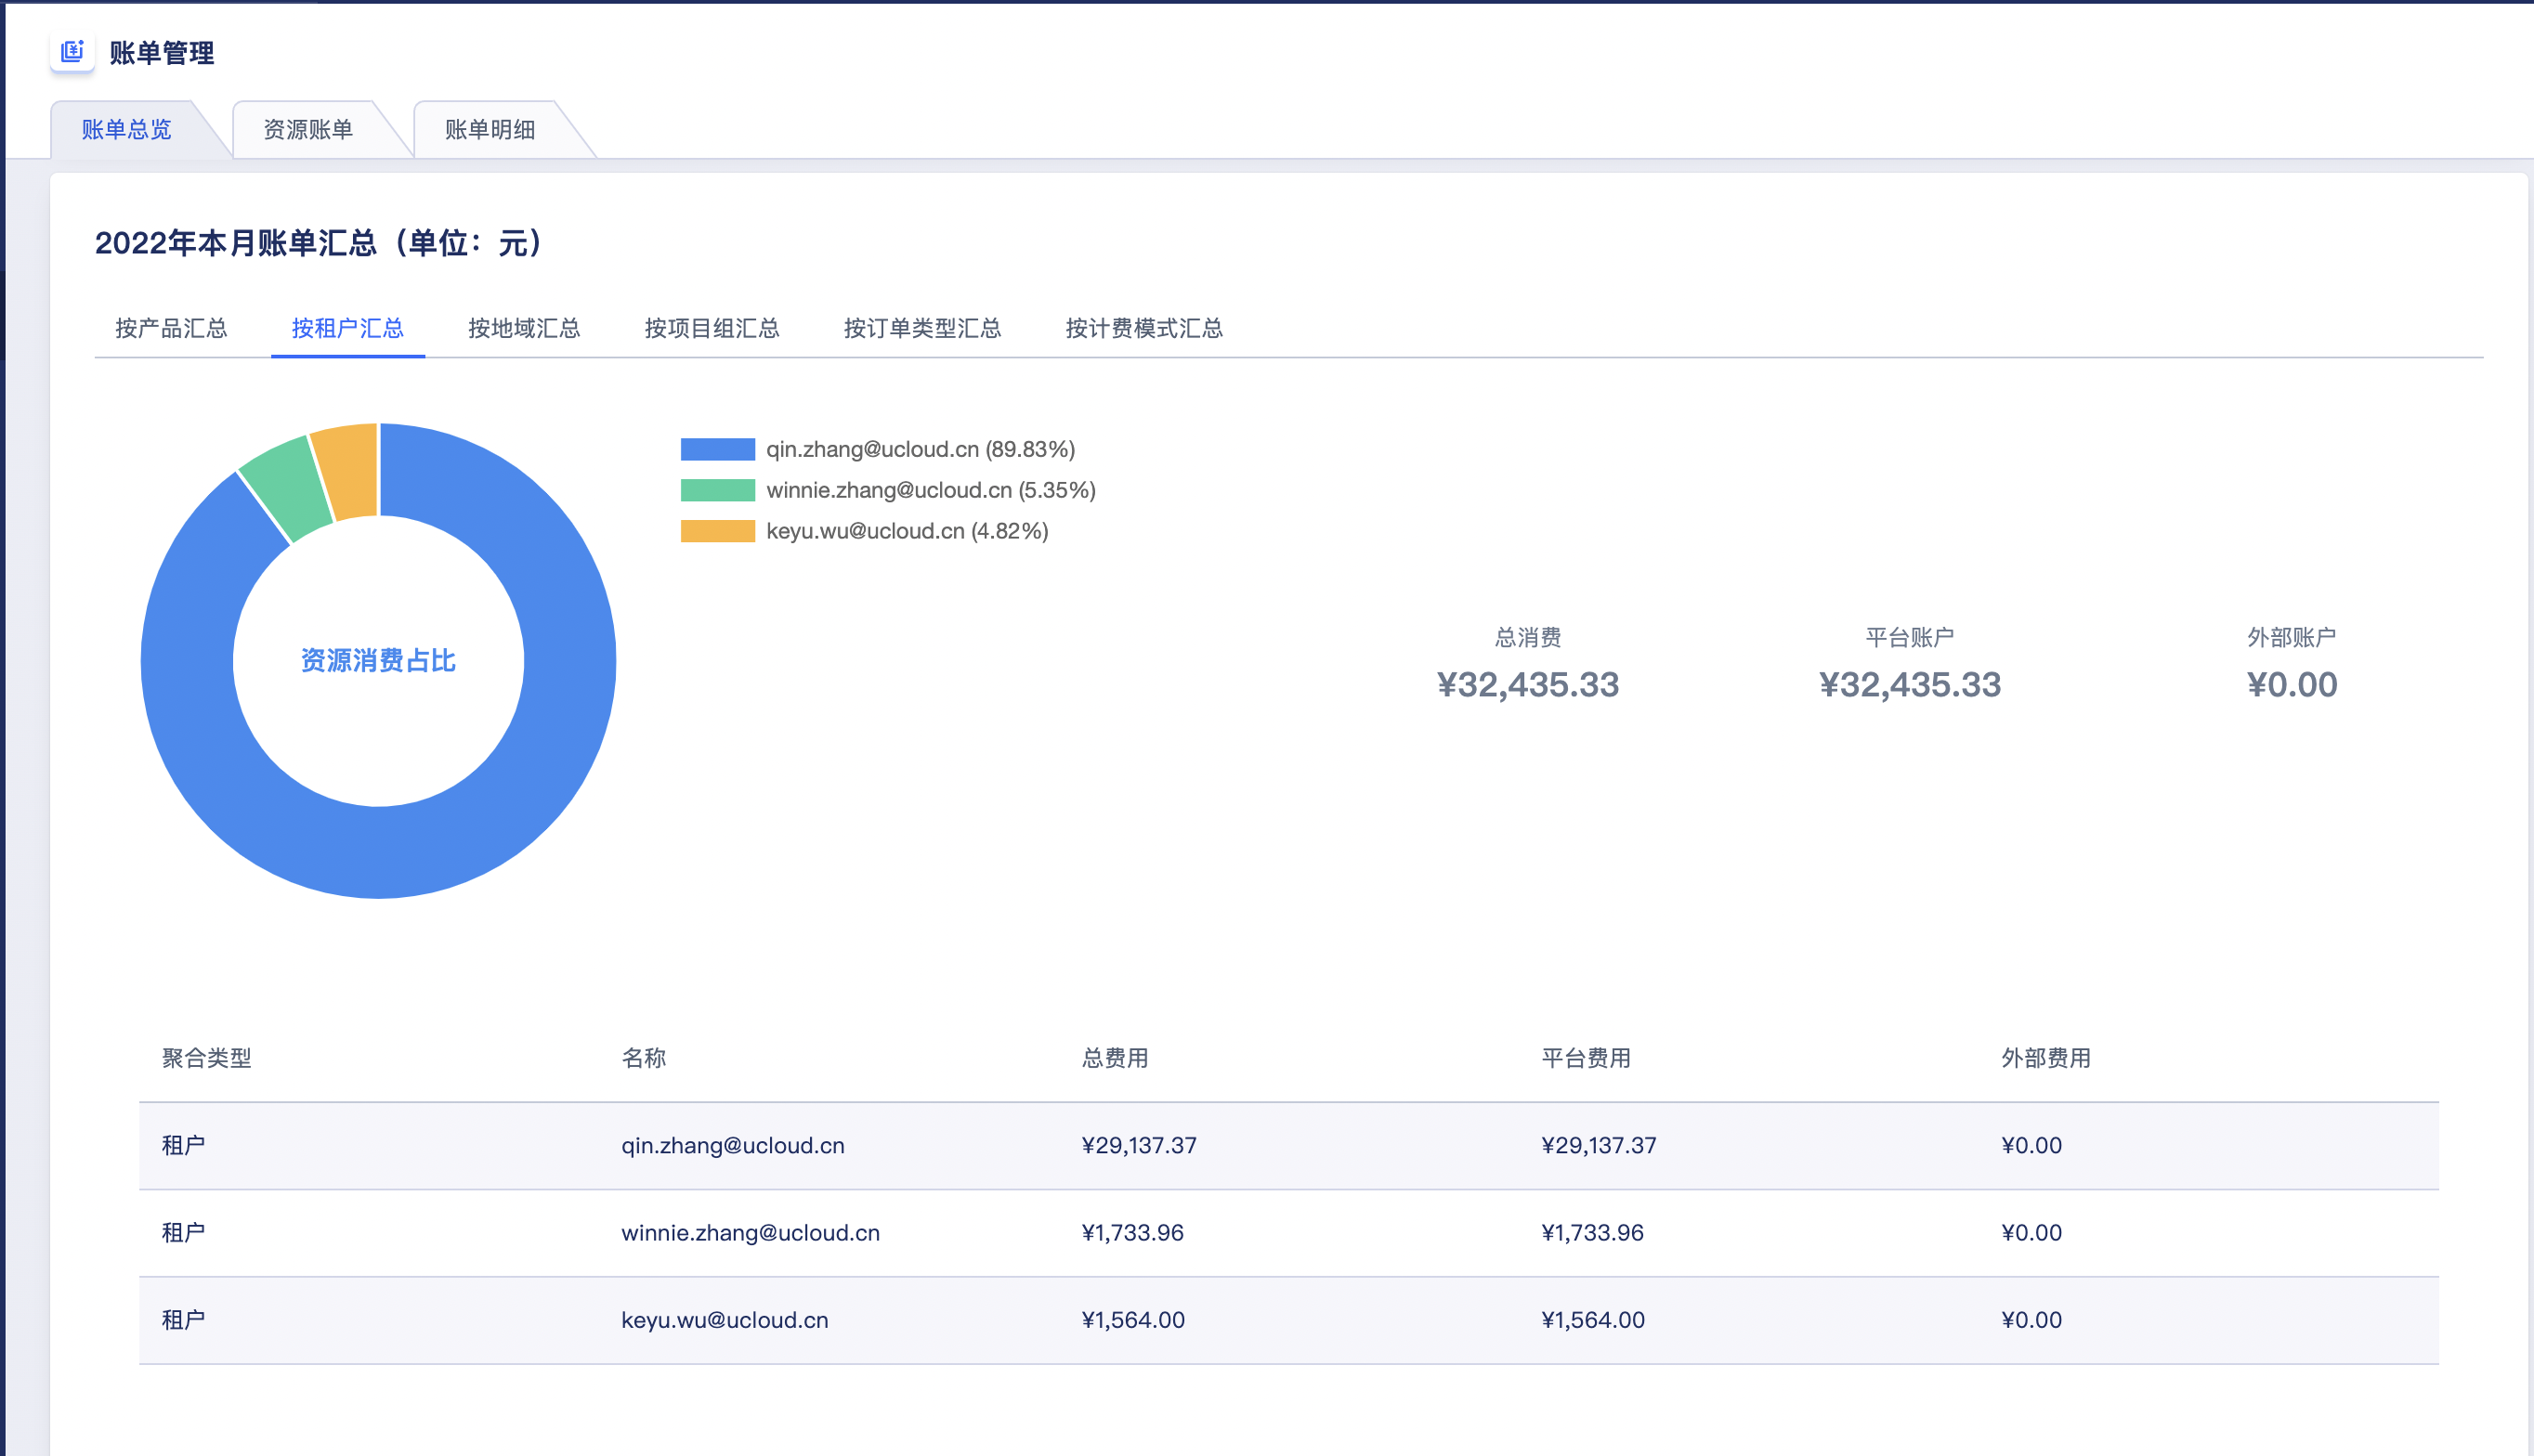 账单管理
账单总览 资源账单 账单明细
2022年本月账单汇总（单位：元）
按产品汇总 按租户汇总 按地域汇总 按项目组汇总 按订单类型汇总 按计费模式汇总
qin.zhang@ucloud.cn (89.83%)
winnie.zhang@ucloud.cn (5.35%)
keyu.wu@ucloud.cn (4.82%)
资源消费占比
总消费 平台账户 外部账户
¥32,435.33 ¥32,435.33 ¥0.00
聚合类型 名称 总费用 平台费用 外部费用
租户 qin.zhang@ucloud.cn ¥29,137.37 ¥29,137.37 ¥0.00
租户 winnie.zhang@ucloud.cn ¥1,733.96 ¥1,733.96 ¥0.00
租户 keyu.wu@ucloud.cn ¥1,564.00 ¥1,564.00 ¥0.00